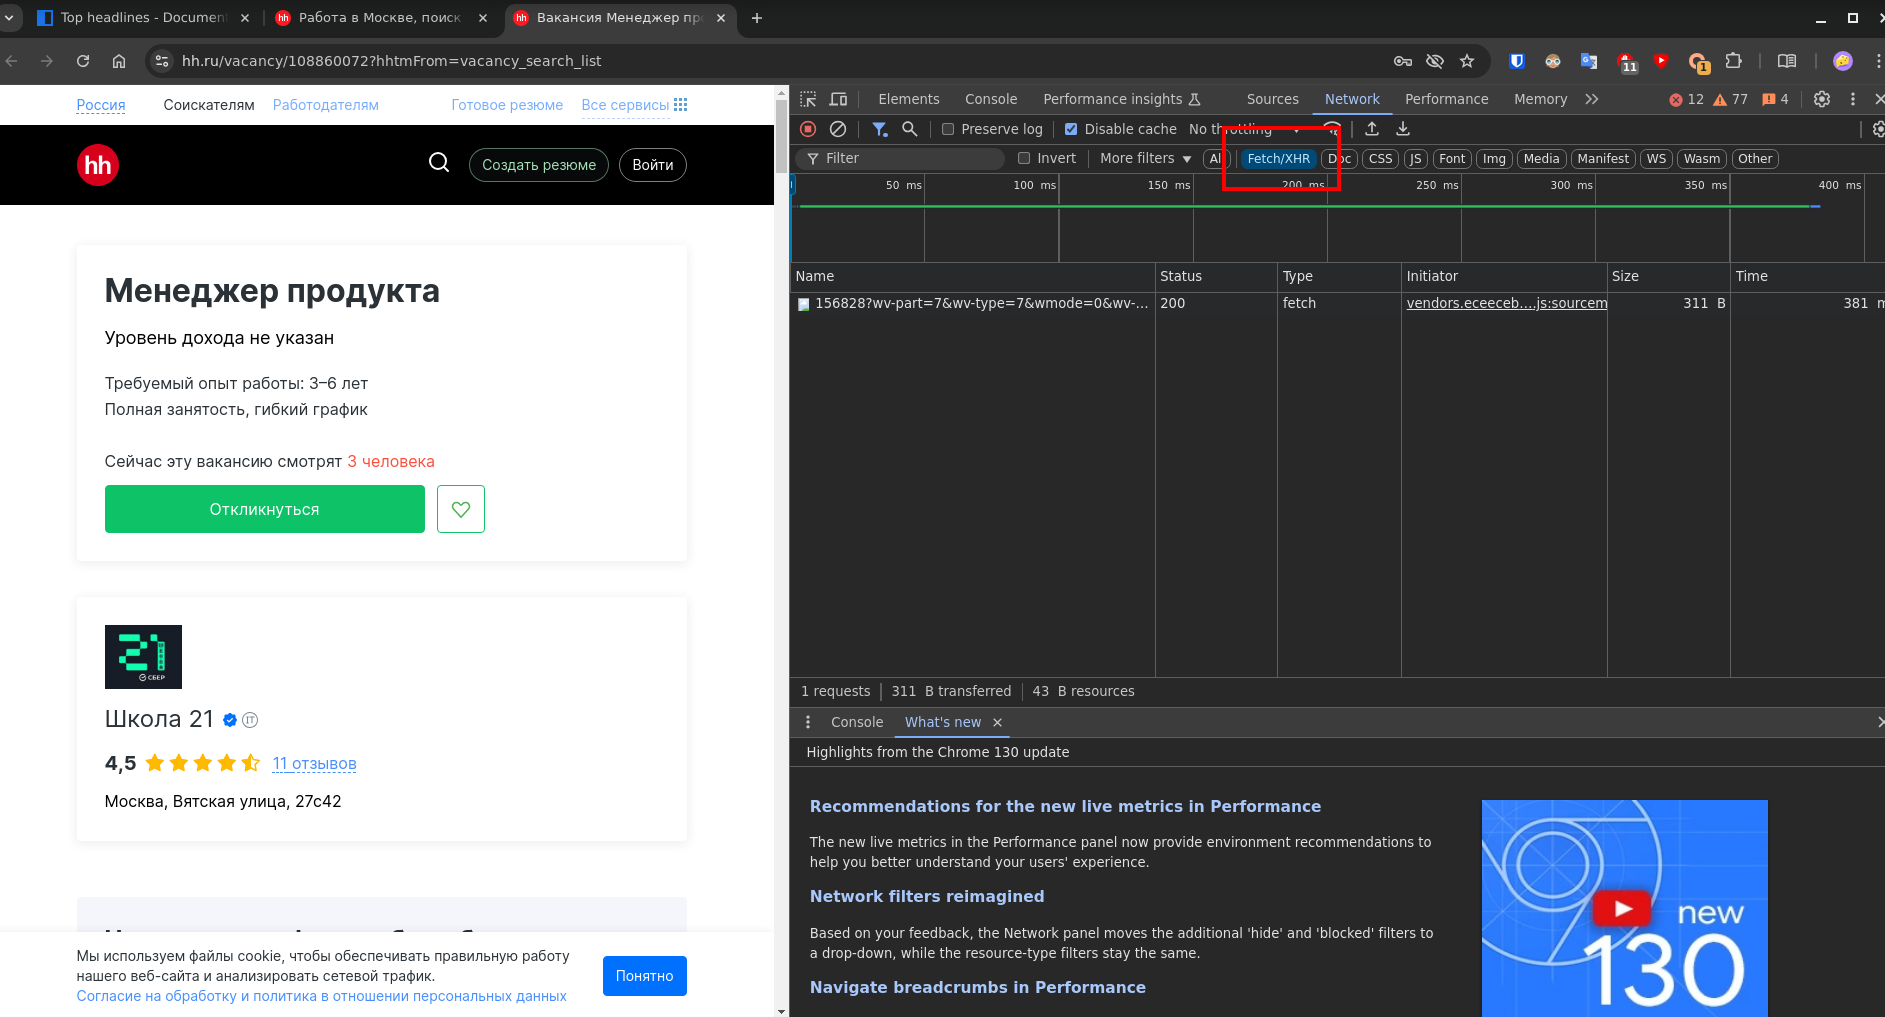 Top headlines - Documen
Работа в Москве, поиск
Вакансия Менеджер пр
hh.ru/vacancy/108860072?hhtmFrom=vacancy_search_list
11
1
Россия
Соискателям
Работодателям
Готовое резюме
Все сервисы
hh
Создать резюме
Войти
Менеджер продукта
Уровень дохода не указан
Требуемый опыт работы: 3–6 лет
Полная занятость, гибкий график
Сейчас эту вакансию смотрят 3 человека
Откликнуться
21
СБЕР
Школа 21
IT
4,5
11 отзывов
Москва, Вятская улица, 27с42
Мы используем файлы cookie, чтобы обеспечивать правильную работу
нашего веб-сайта и анализировать сетевой трафик.
Согласие на обработку и политика в отношении персональных данных
Понятно
Elements
Console
Performance insights
Sources
Network
Performance
Memory
12
77
4
Preserve log
Disable cache
No throttling
Filter
Invert
More filters
Al
Fetch/XHR
Doc
CSS
JS
Font
Img
Media
Manifest
WS
Wasm
Other
50 ms
100 ms
150 ms
200 ms
250 ms
300 ms
350 ms
400 ms
Name
Status
Type
Initiator
Size
Time
156828?wv-part=7&wv-type=7&wmode=0&wv-...
200
fetch
vendors.eceeceb....js:sourcem
311 B
381 m
1 requests
311 B transferred
43 B resources
Console
What's new
Highlights from the Chrome 130 update
Recommendations for the new live metrics in Performance
The new live metrics in the Performance panel now provide environment recommendations to
help you better understand your users' experience.
Network filters reimagined
Based on your feedback, the Network panel moves the additional 'hide' and 'blocked' filters to
a drop-down, while the resource-type filters stay the same.
Navigate breadcrumbs in Performance
new
130